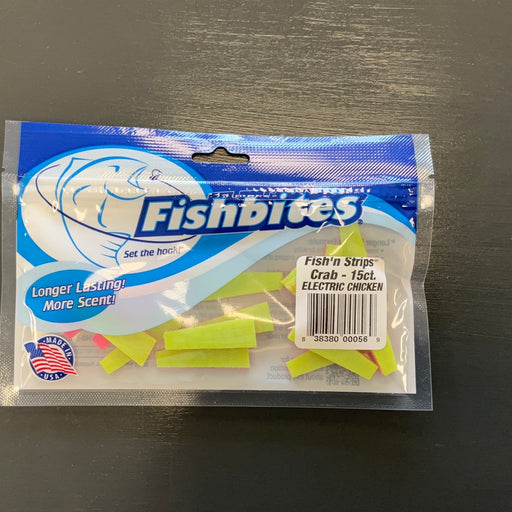 Fishbites®
Set the hook!
Longer Lasting!
More Scent!
MADE IN
U.S.A.
Fish'n Strips
Crab - 15ct.
ELECTRIC CHICKEN
8 38380 00056 9